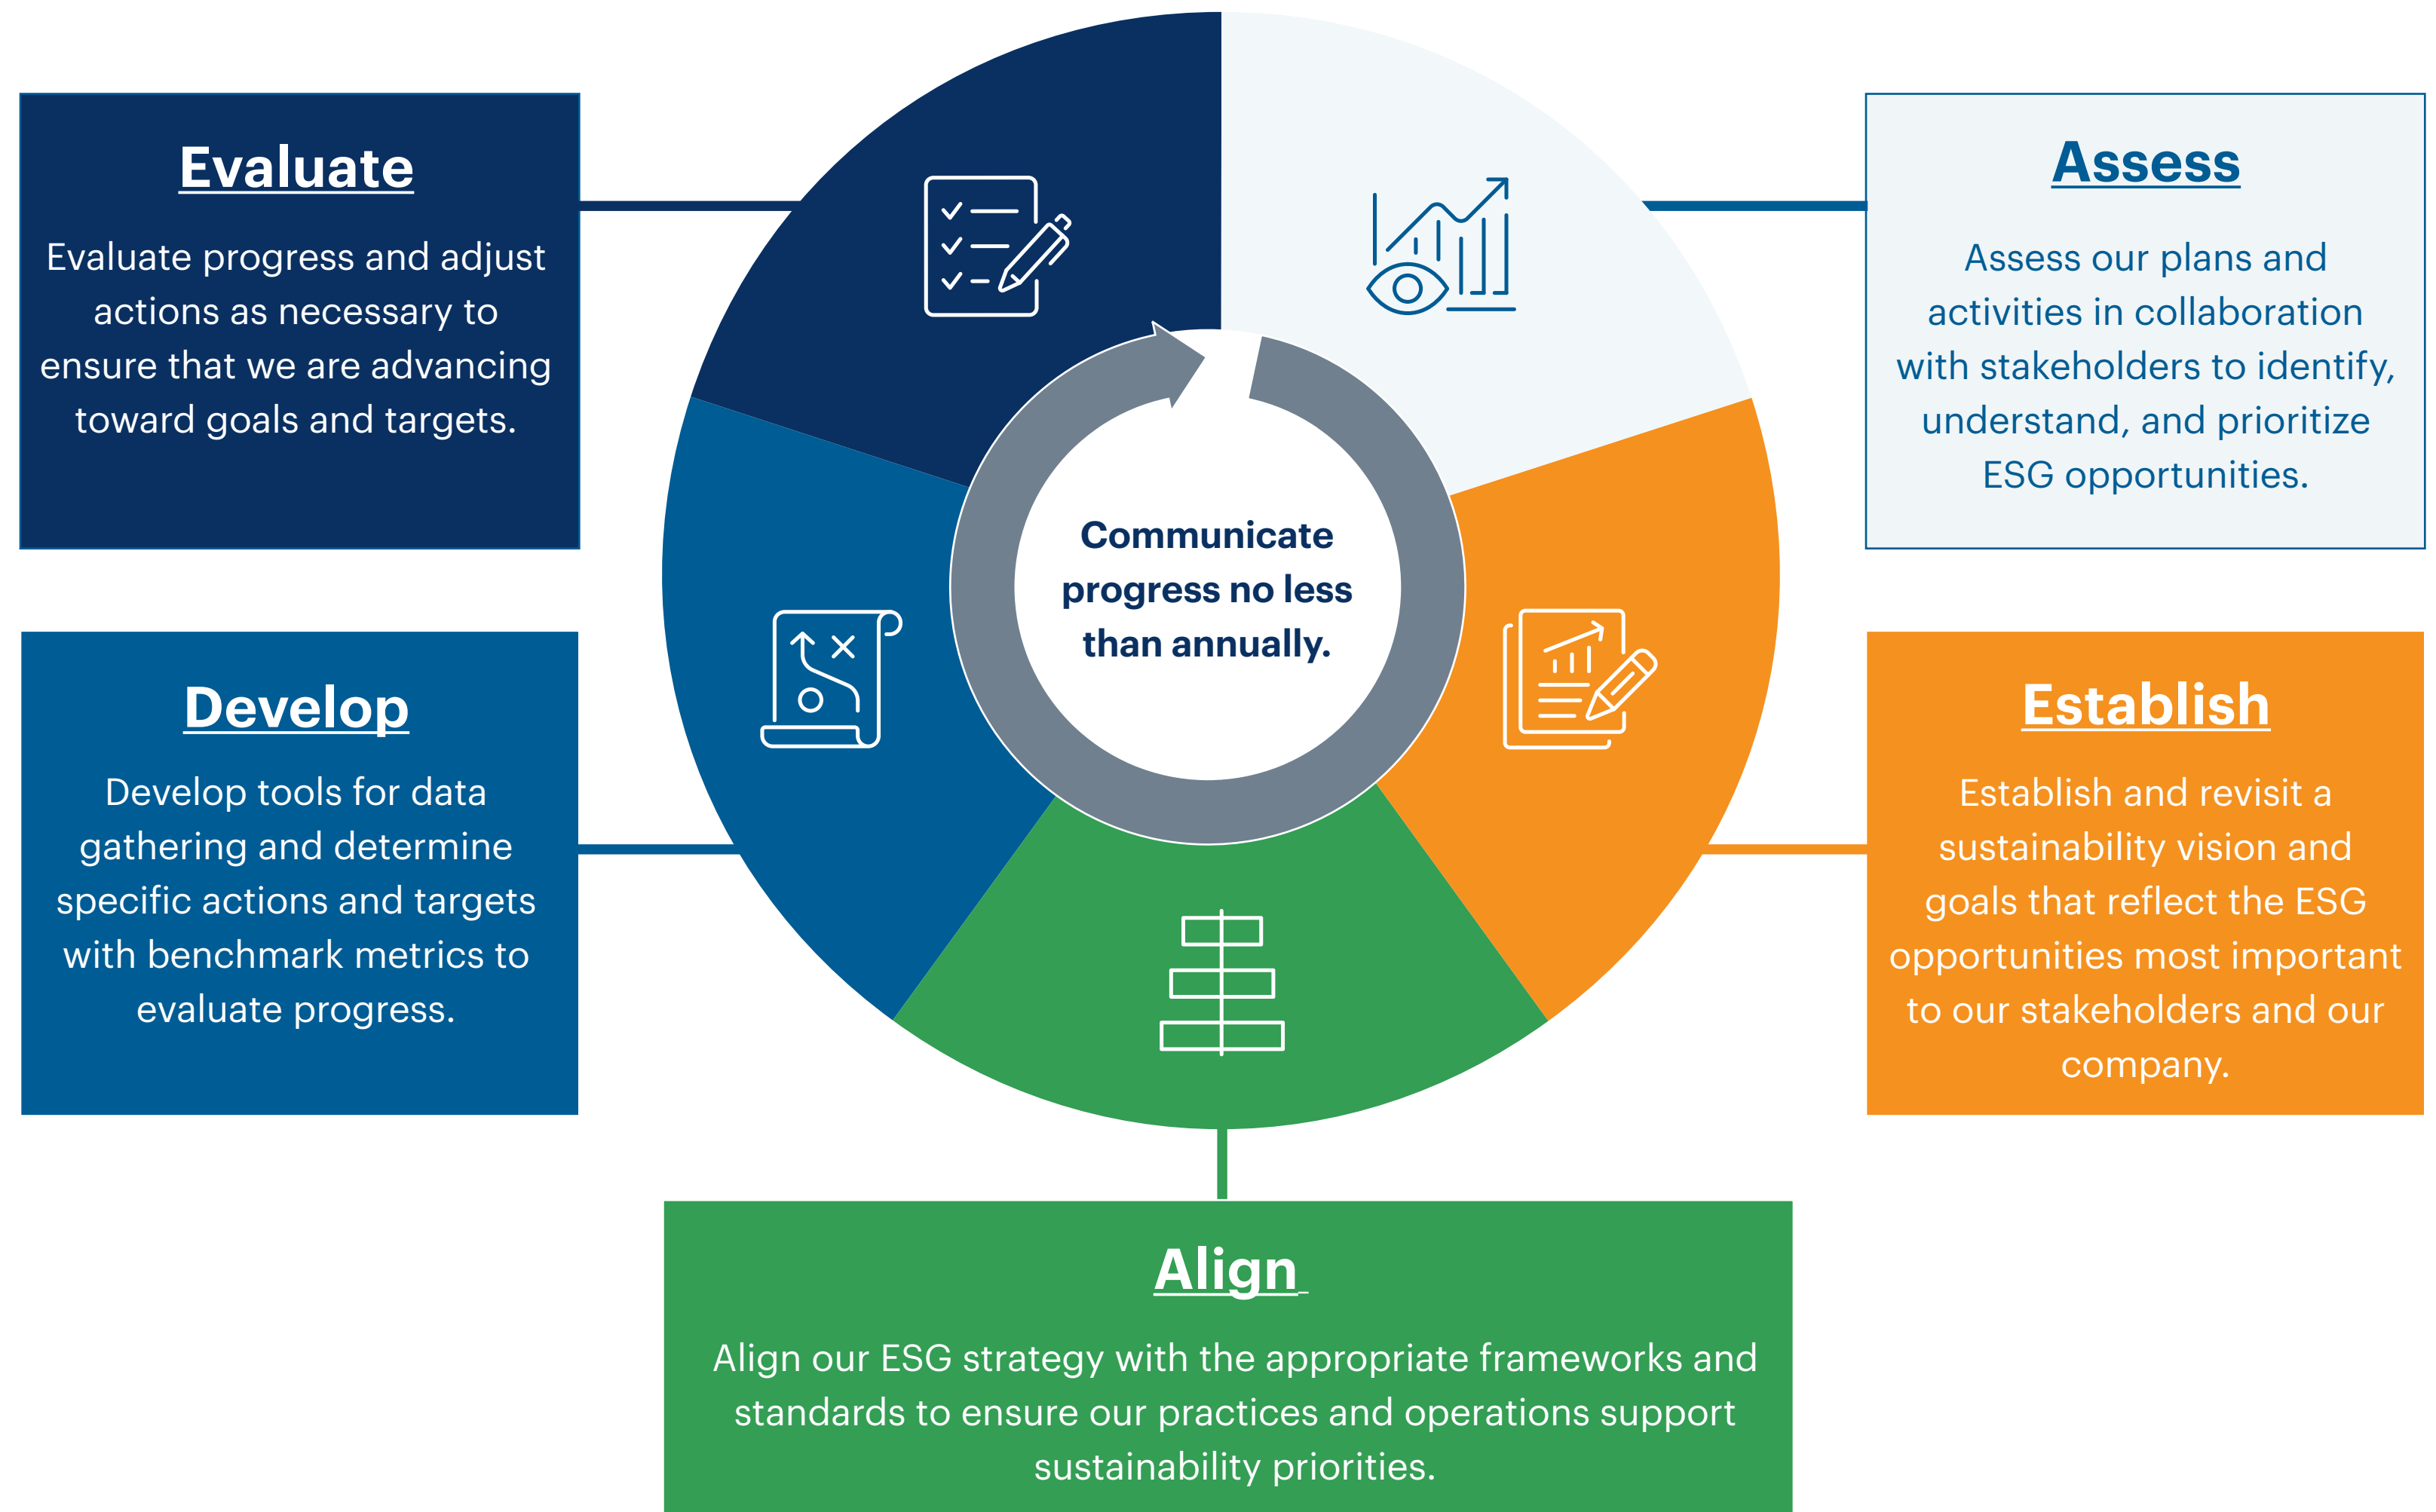 Evaluate
Evaluate progress and adjust
actions as necessary to
ensure that we are advancing
toward goals and targets.
Assess
Assess our plans and
activities in collaboration
with stakeholders to identify,
understand, and prioritize
ESG opportunities.
Communicate
progress no less
than annually.
Develop
Develop tools for data
gathering and determine
specific actions and targets
with benchmark metrics to
evaluate progress.
Establish
Establish and revisit a
sustainability vision and
goals that reflect the ESG
opportunities most important
to our stakeholders and our
company.
Align
Align our ESG strategy with the appropriate frameworks and
standards to ensure our practices and operations support
sustainability priorities.